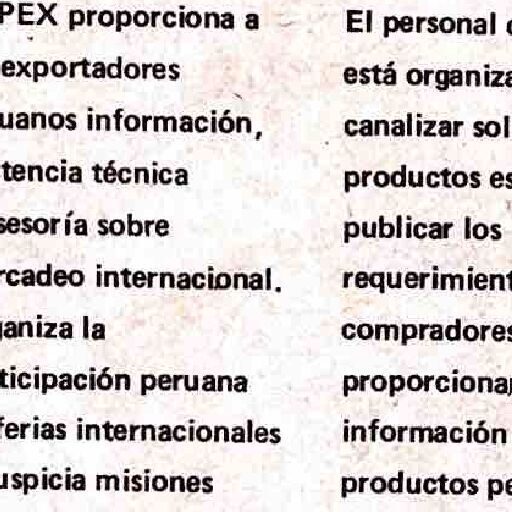 PEX proporciona a
exportadores
uanos información,
tencia técnica
sesoría sobre
rcadeo internacional.
ganiza la
ticipación peruana
ferias internacionales
uspicia misiones
El personal
está organiza
canalizar sol
productos es
publicar los
requerimient
compradores
proporciona
información
productos pe